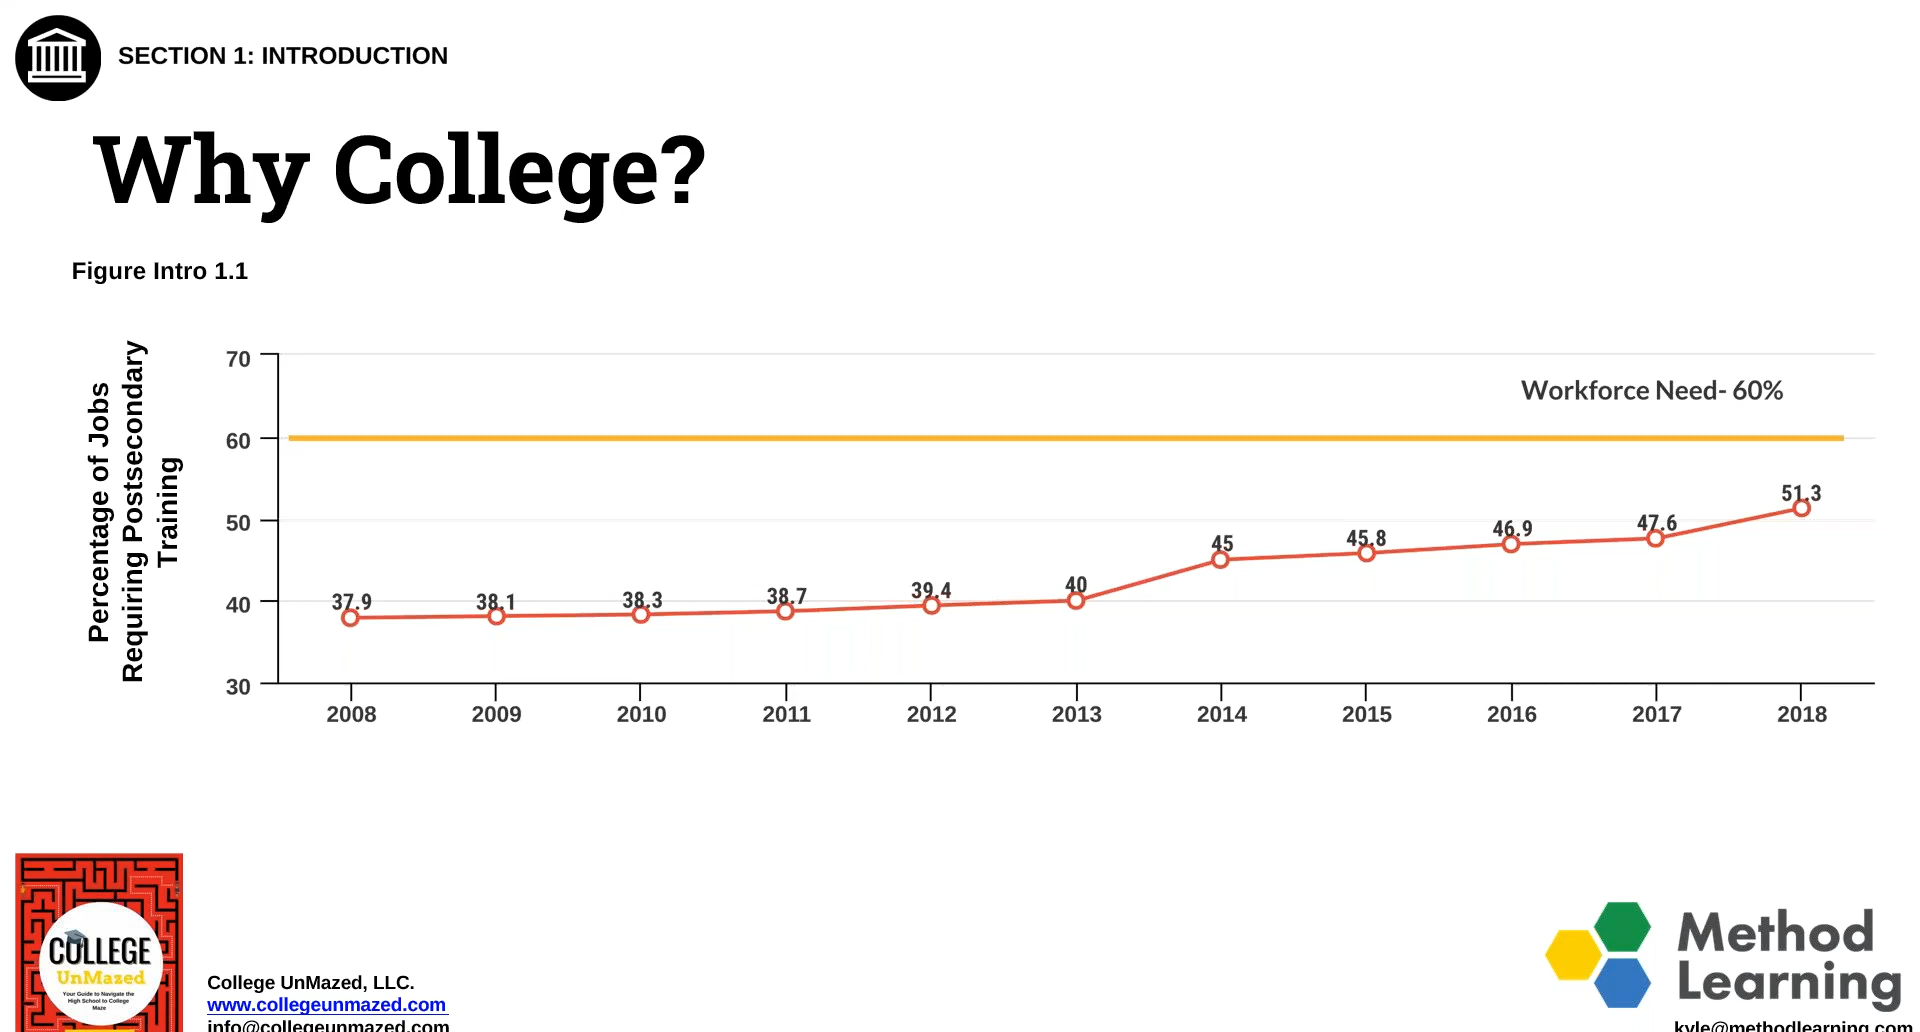 SECTION 1: INTRODUCTION
Why College?
Figure Intro 1.1
Percentage of Jobs
Requiring Postsecondary
Training
70
60
50
40
30
Workforce Need- 60%
37.9
38.1
38.3
38.7
39.4
40
45
45.8
46.9
47.6
51.3
2008
2009
2010
2011
2012
2013
2014
2015
2016
2017
2018
COLLEGE
UnMazed
Your Guide to Navigate the
High School to College
Maze
College UnMazed, LLC.
www.collegeunmazed.com
info@collegeunmazed.com
Method
Learning
kyle@methodlearning.com